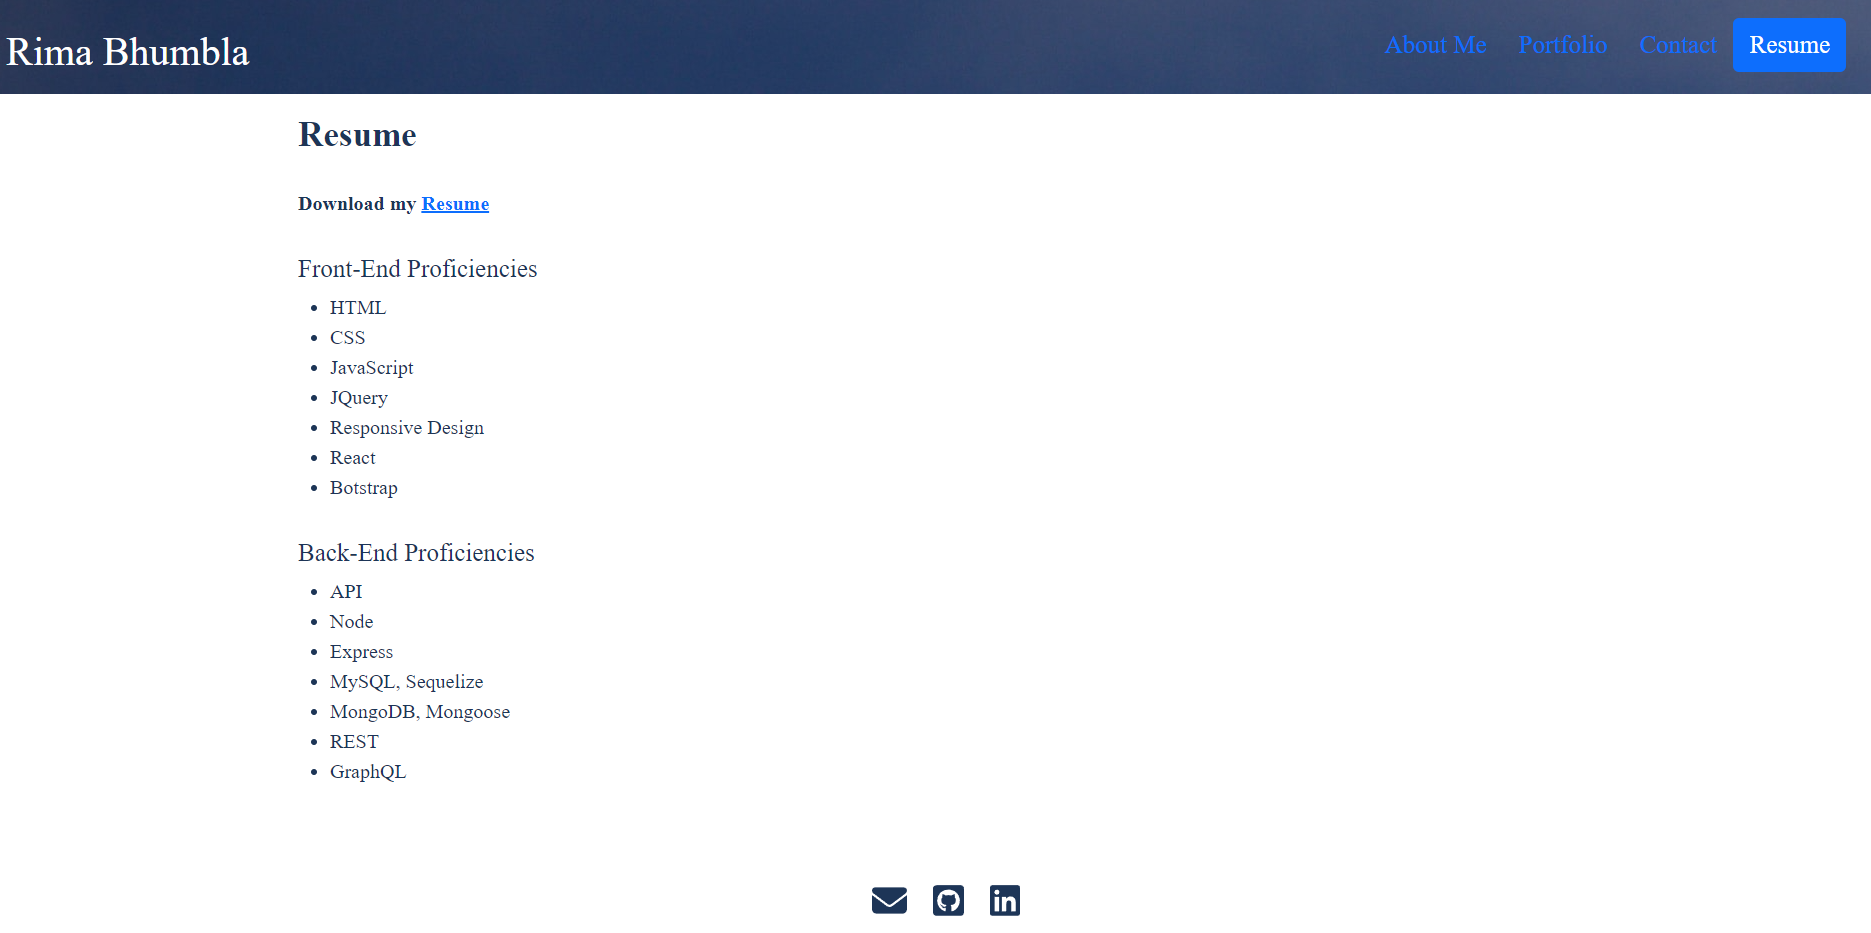 Rima Bhumbla
About Me Portfolio Contact Resume
Resume
Download my Resume
Front-End Proficiencies
HTML
CSS
JavaScript
JQuery
Responsive Design
React
Botstrap
Back-End Proficiencies
API
Node
Express
MySQL, Sequelize
MongoDB, Mongoose
REST
GraphQL
in